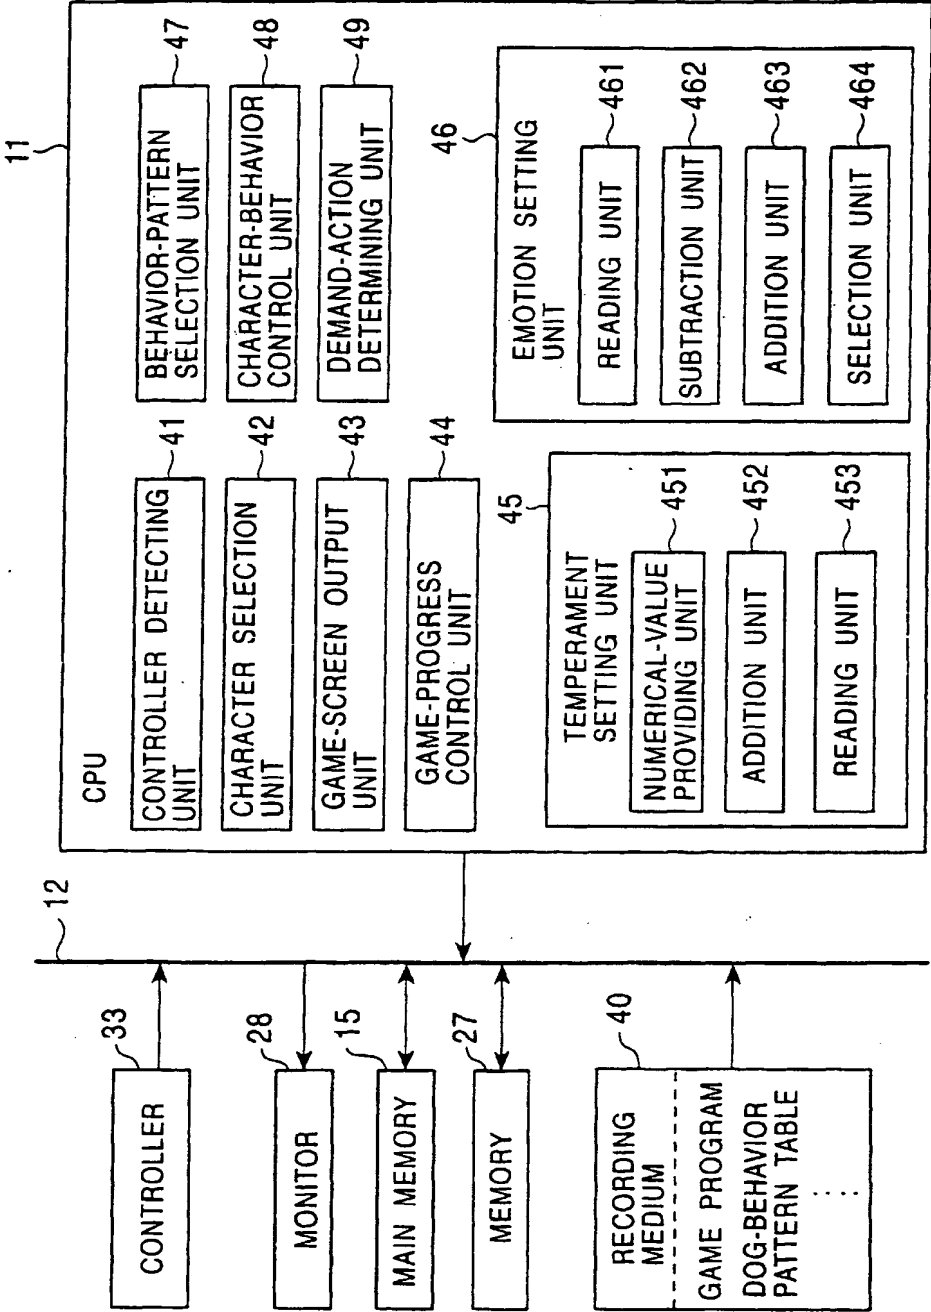 11
CPU
CONTROLLER DETECTING
UNIT
41
CHARACTER SELECTION
UNIT
42
GAME-SCREEN OUTPUT
UNIT
43
GAME-PROGRESS
CONTROL UNIT
44
BEHAVIOR-PATTERN
SELECTION UNIT
47
CHARACTER-BEHAVIOR
CONTROL UNIT
48
DEMAND-ACTION
DETERMINING UNIT
49
45
TEMPERAMENT
SETTING UNIT
NUMERICAL-VALUE
PROVIDING UNIT
451
ADDITION UNIT
452
READING UNIT
453
46
EMOTION SETTING
UNIT
READING UNIT
461
SUBTRACTION UNIT
462
ADDITION UNIT
463
SELECTION UNIT
464
12
33
CONTROLLER
28
MONITOR
15
MAIN MEMORY
27
MEMORY
40
RECORDING
MEDIUM
GAME PROGRAM
DOG-BEHAVIOR
PATTERN TABLE